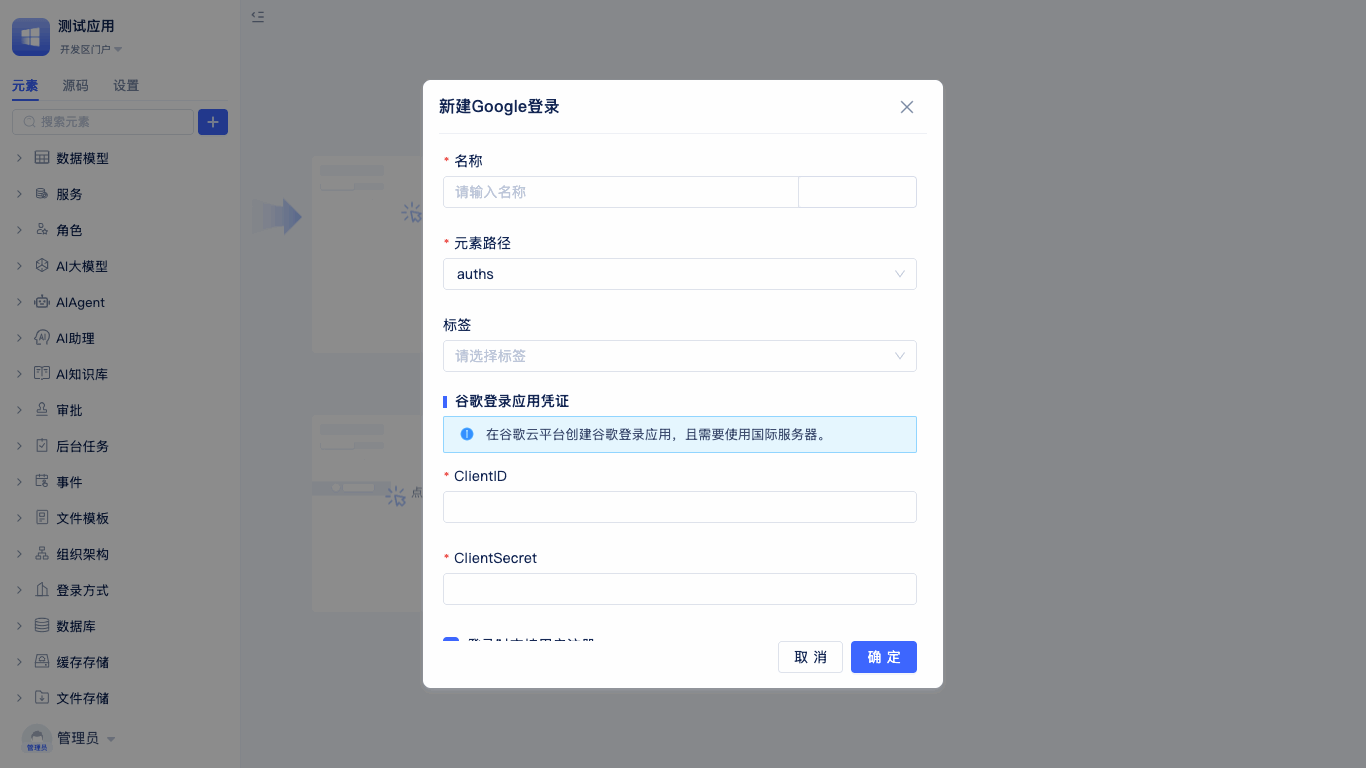 测试应用
开发区门户
元素 源码 设置
搜索元素
数据模型
服务
角色
AI大模型
AIAgent
AI助理
AI知识库
审批
后台任务
事件
文件模板
组织架构
登录方式
数据库
缓存存储
文件存储
管理员
管理员
点
新建Google登录
* 名称
请输入名称
* 元素路径
auths
标签
请选择标签
谷歌登录应用凭证
在谷歌云平台创建谷歌登录应用，且需要使用国际服务器。
* ClientID
* ClientSecret
取消 确定